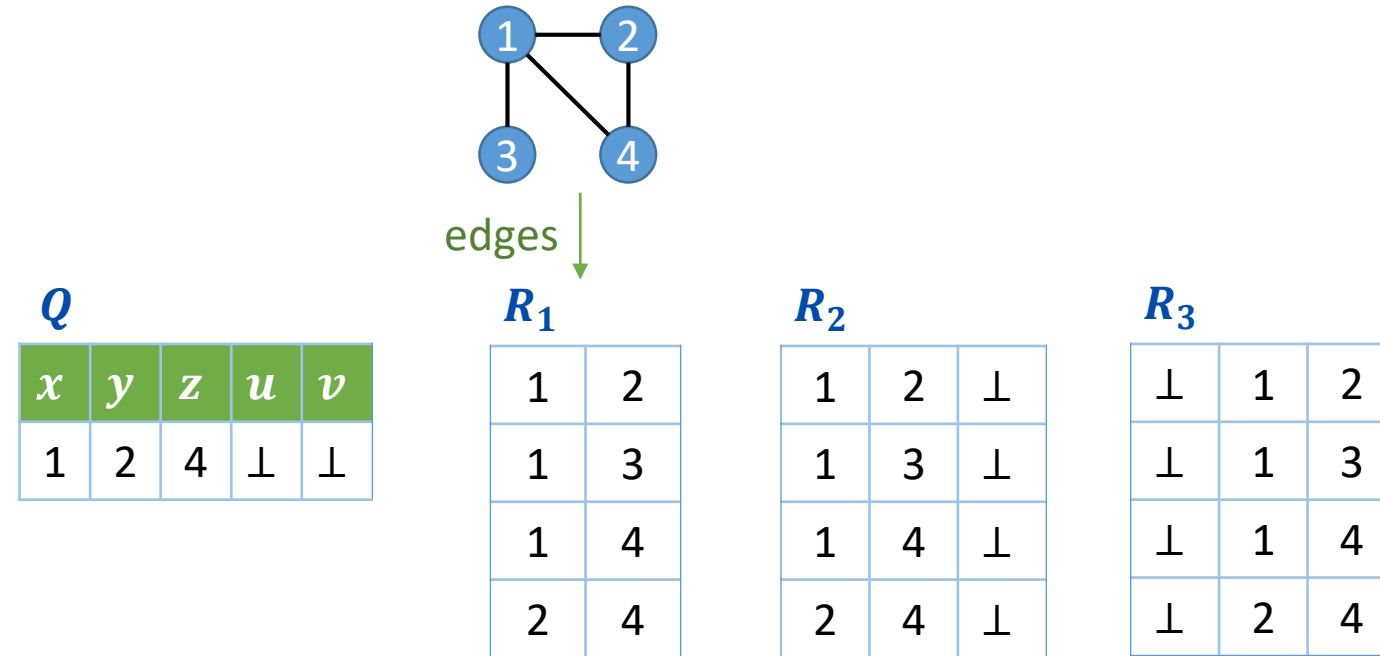 1 2
3 4
edges
Q R₁ R₂ R₃
x y z u v
1 2 4 ⊥ ⊥
1 2
1 3
1 4
2 4
1 2 ⊥
1 3 ⊥
1 4 ⊥
2 4 ⊥
⊥ 1 2
⊥ 1 3
⊥ 1 4
⊥ 2 4